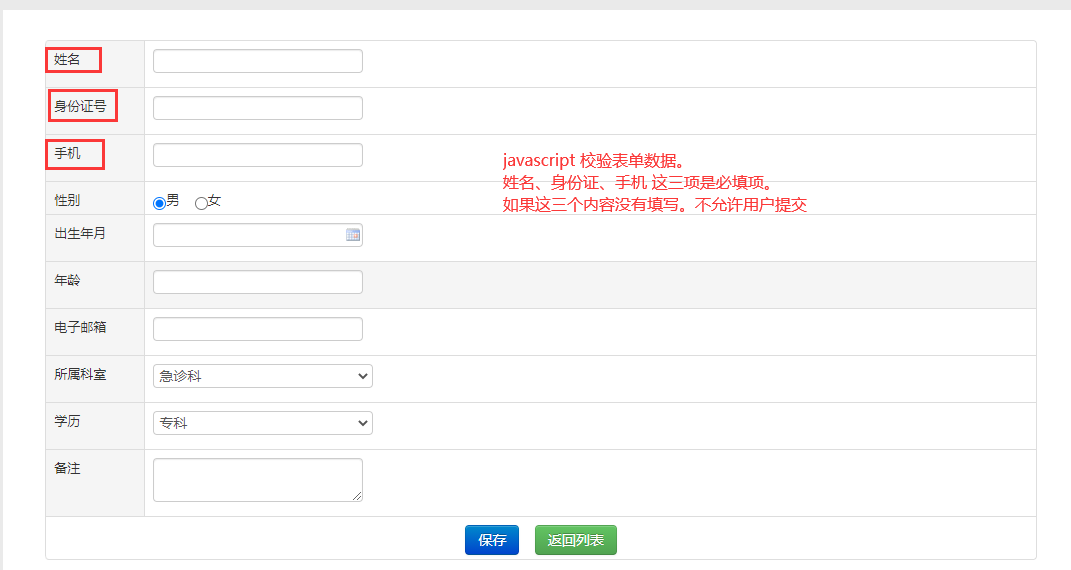 姓名
身份证号
手机
javascript 校验表单数据。
姓名、身份证、手机 这三项是必填项。
如果这三个内容没有填写。不允许用户提交
性别 男 女
出生年月
年龄
电子邮箱
所属科室 急诊科
学历 专科
备注
保存 返回列表